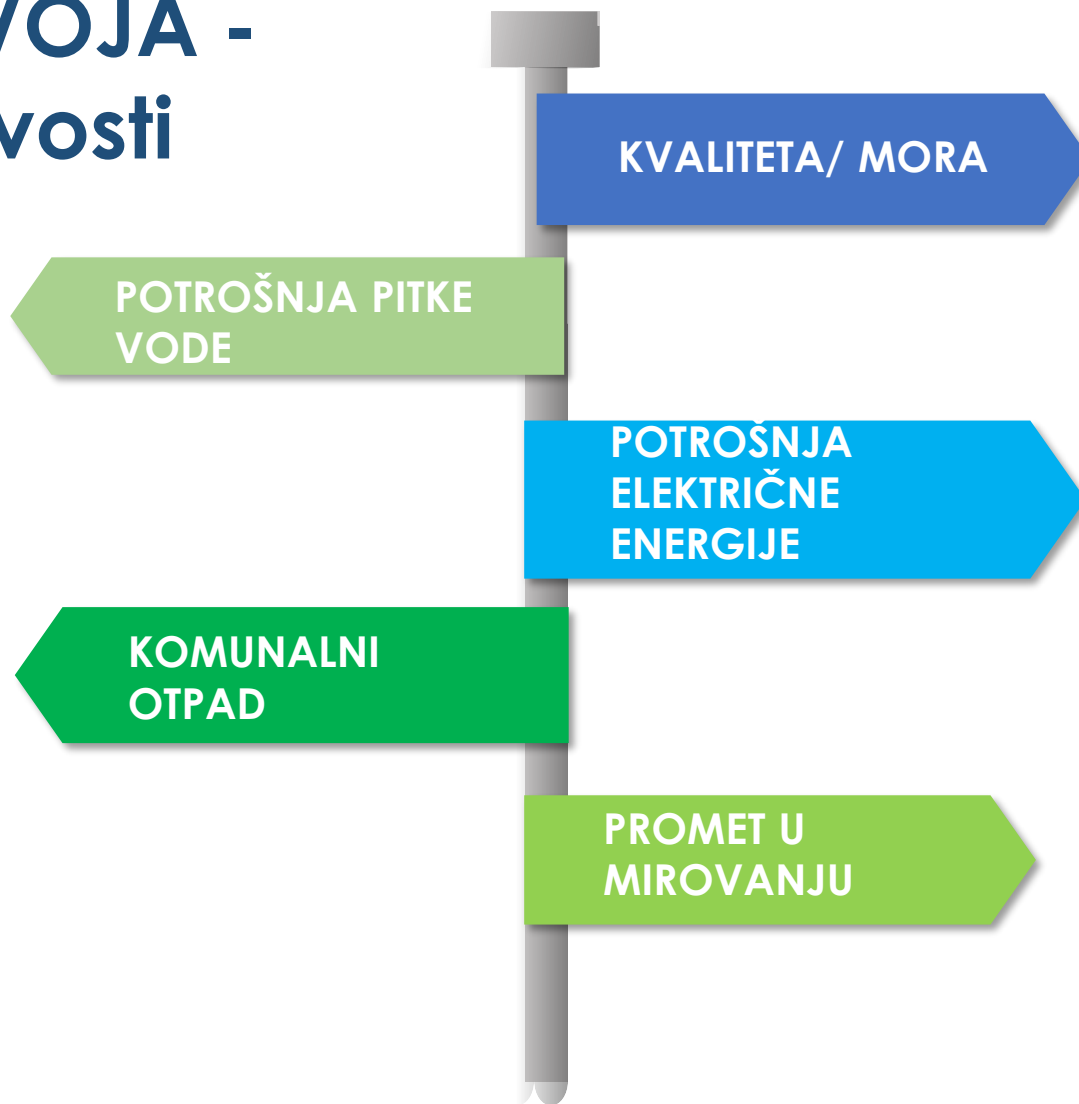 VOJA -
vosti
KVALITETA/ MORA
POTROŠNJA PITKE
VODE
POTROŠNJA
ELEKTRIČNE
ENERGIJE
KOMUNALNI
OTPAD
PROMET U
MIROVANJU